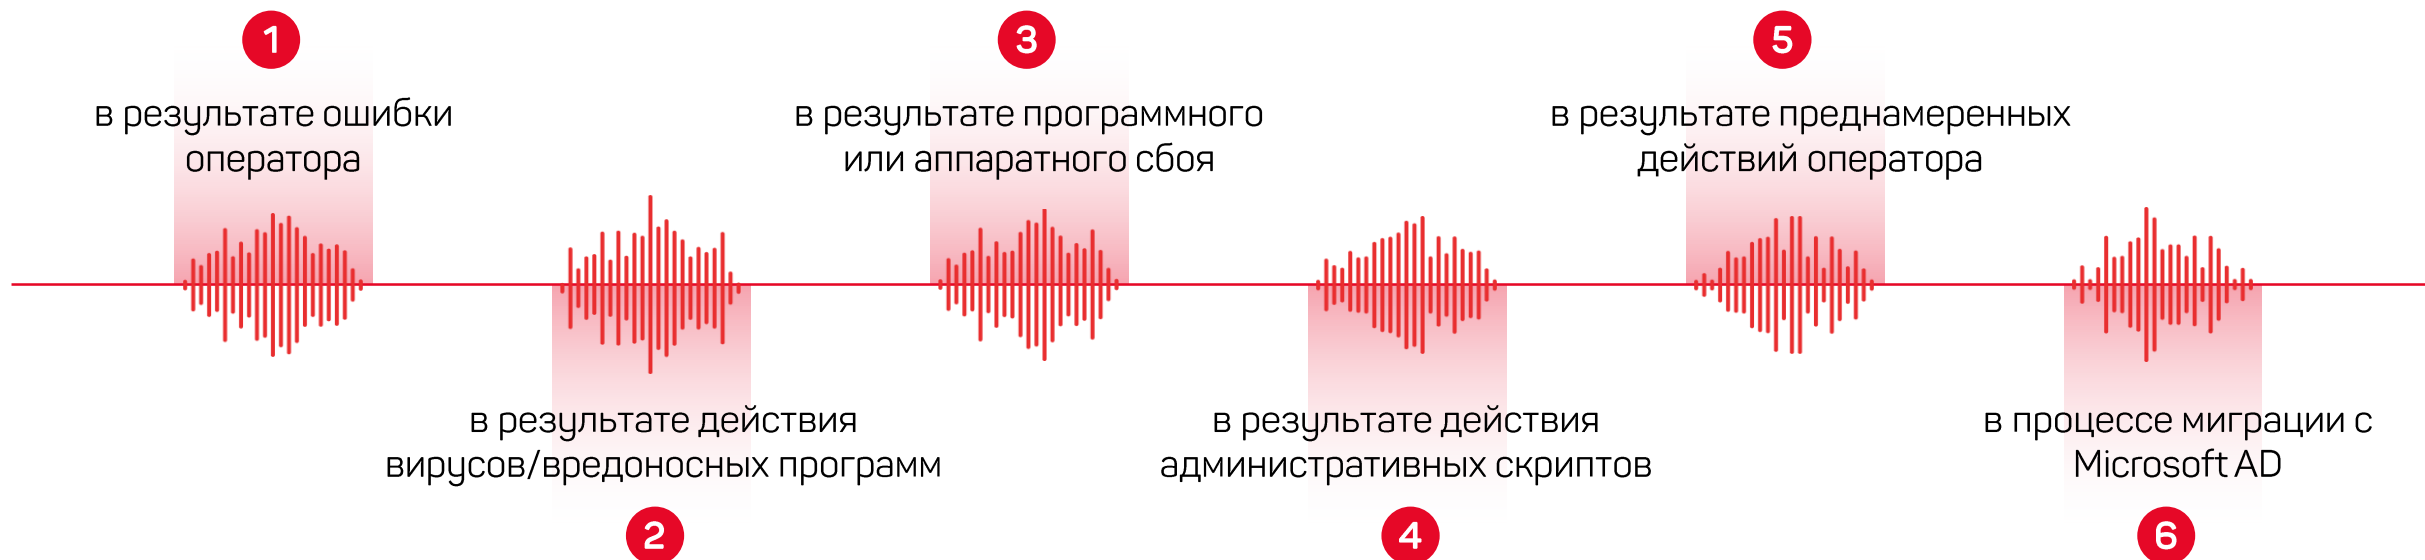 1
в результате ошибки
оператора
2
в результате действия
вирусов/вредоносных программ
3
в результате программного
или аппаратного сбоя
4
в результате действия
административных скриптов
5
в результате преднамеренных
действий оператора
6
в процессе миграции с
Microsoft AD